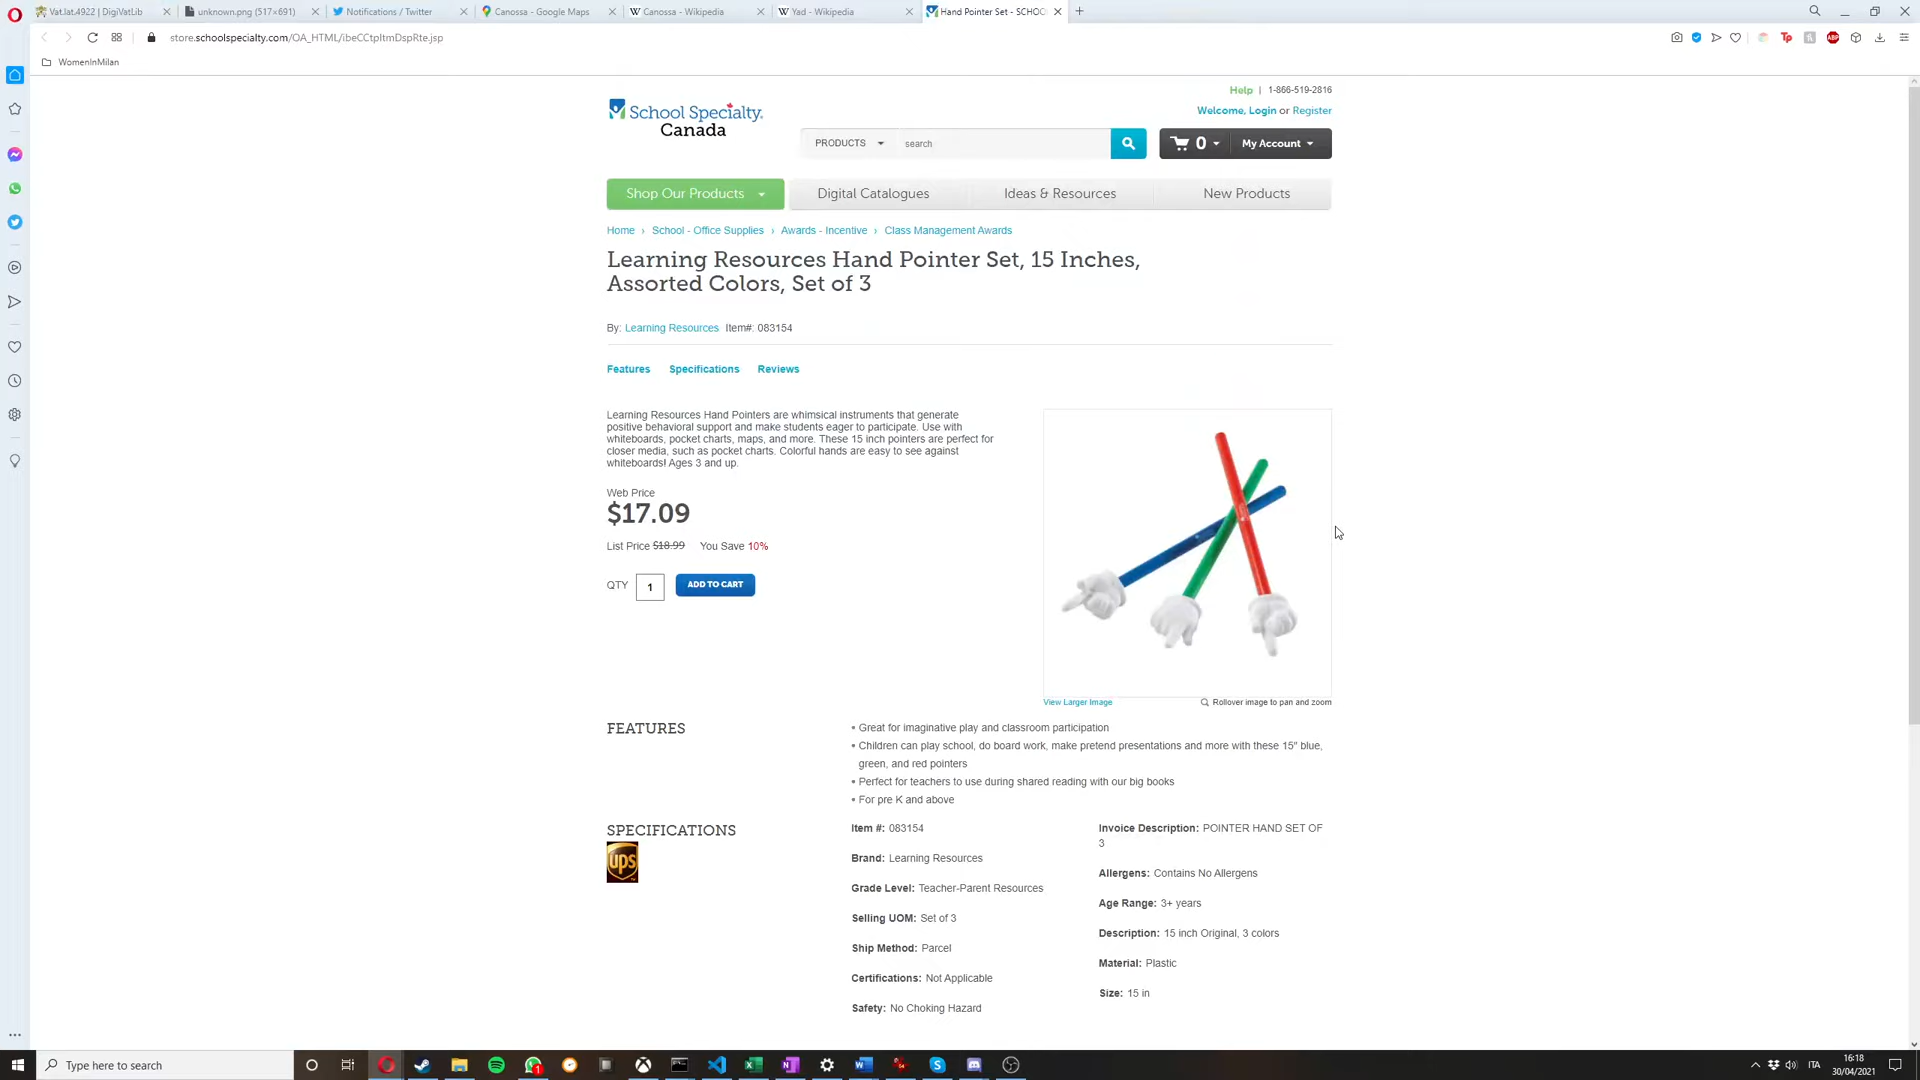 Vat.lat.4922 | DigiVatLib
unknown.png (517×691)
Notifications / Twitter
Canossa - Google Maps
Canossa - Wikipedia
Yad - Wikipedia
Hand Pointer Set - SCHOO
store.schoolspecialty.com/OA_HTML/ibeCCtpItmDspRte.jsp
WomenInMilan
Help | 1-866-519-2816
School Specialty.
Canada
Welcome, Login or Register
PRODUCTS
search
0
My Account
Shop Our Products
Digital Catalogues
Ideas & Resources
New Products
Home › School - Office Supplies › Awards - Incentive › Class Management Awards
Learning Resources Hand Pointer Set, 15 Inches,
Assorted Colors, Set of 3
By: Learning Resources Item#: 083154
Features Specifications Reviews
Learning Resources Hand Pointers are whimsical instruments that generate
positive behavioral support and make students eager to participate. Use with
whiteboards, pocket charts, maps, and more. These 15 inch pointers are perfect for
closer media, such as pocket charts. Colorful hands are easy to see against
whiteboards! Ages 3 and up.
Web Price
$17.09
List Price $18.99 You Save 10%
QTY 1 ADD TO CART
View Larger Image
Rollover image to pan and zoom
FEATURES
• Great for imaginative play and classroom participation
• Children can play school, do board work, make pretend presentations and more with these 15" blue,
green, and red pointers
• Perfect for teachers to use during shared reading with our big books
• For pre K and above
SPECIFICATIONS
ups
Item #: 083154
Brand: Learning Resources
Grade Level: Teacher-Parent Resources
Selling UOM: Set of 3
Ship Method: Parcel
Certifications: Not Applicable
Safety: No Choking Hazard
Invoice Description: POINTER HAND SET OF
3
Allergens: Contains No Allergens
Age Range: 3+ years
Description: 15 inch Original, 3 colors
Material: Plastic
Size: 15 in
Type here to search
1
ITA
16:18
30/04/2021